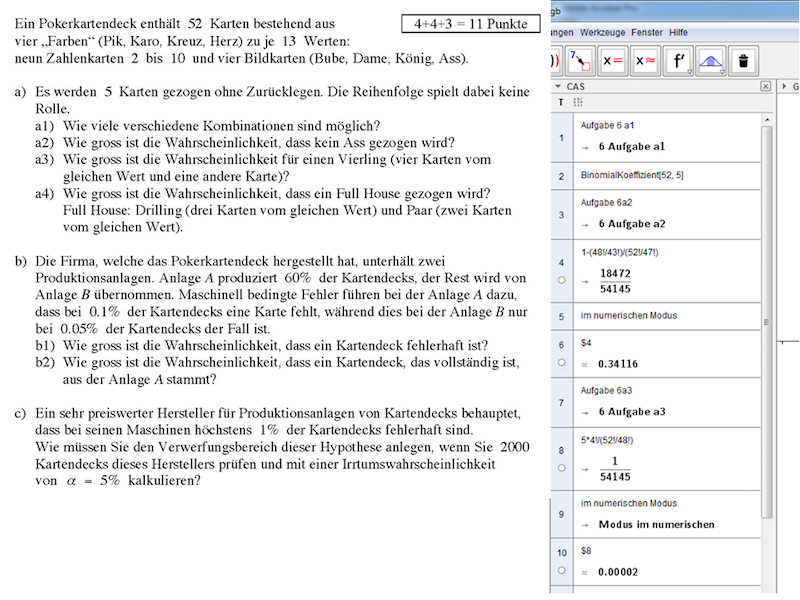 Ein Pokerkartendeck enthält 52 Karten bestehend aus
4+4+3 = 11 Punkte
vier „Farben“ (Pik, Karo, Kreuz, Herz) zu je 13 Werten:
neun Zahlenkarten 2 bis 10 und vier Bildkarten (Bube, Dame, König, Ass).
a) Es werden 5 Karten gezogen ohne Zurücklegen. Die Reihenfolge spielt dabei keine
Rolle.
a1) Wie viele verschiedene Kombinationen sind möglich?
a2) Wie gross ist die Wahrscheinlichkeit, dass kein Ass gezogen wird?
a3) Wie gross ist die Wahrscheinlichkeit für einen Vierling (vier Karten vom
gleichen Wert und eine andere Karte)?
a4) Wie gross ist die Wahrscheinlichkeit, dass ein Full House gezogen wird?
Full House: Drilling (drei Karten vom gleichen Wert) und Paar (zwei Karten
vom gleichen Wert).
b) Die Firma, welche das Pokerkartendeck hergestellt hat, unterhält zwei
Produktionsanlagen. Anlage A produziert 60% der Kartendecks, der Rest wird von
Anlage B übernommen. Maschinell bedingte Fehler führen bei der Anlage A dazu,
dass bei 0.1% der Kartendecks eine Karte fehlt, während dies bei der Anlage B nur
bei 0.05% der Kartendecks der Fall ist.
b1) Wie gross ist die Wahrscheinlichkeit, dass ein Kartendeck fehlerhaft ist?
b2) Wie gross ist die Wahrscheinlichkeit, dass ein Kartendeck, das vollständig ist,
aus der Anlage A stammt?
c) Ein sehr preiswerter Hersteller für Produktionsanlagen von Kartendecks behauptet,
dass bei seinen Maschinen höchstens 1% der Kartendecks fehlerhaft sind.
Wie müssen Sie den Verwerfungsbereich dieser Hypothese anlegen, wenn Sie 2000
Kartendecks dieses Herstellers prüfen und mit einer Irrtumswahrscheinlichkeit
von α = 5% kalkulieren?
gb
ungen Werkzeuge Fenster Hilfe
)) 7 x = x ≈ f'
CAS G
T
1 Aufgabe 6 a1
→ 6 Aufgabe a1
2 BinomialKoeffizient[52, 5]
3 Aufgabe 6a2
→ 6 Aufgabe a2
4 1-(48!/43!)/(52!/47!)
→ 18472/54145
5 im numerischen Modus
6 $4
≈ 0.34116
7 Aufgabe 6a3
→ 6 Aufgabe a3
8 5*4!/(52!/48!)
→ 1/54145
9 im numerischen Modus
→ Modus im numerischen
10 $8
≈ 0.00002